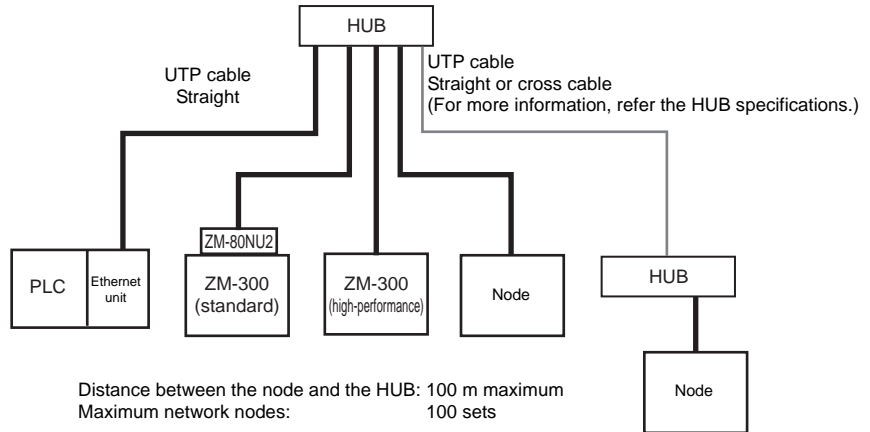 HUB
UTP cable
Straight
UTP cable
Straight or cross cable
(For more information, refer the HUB specifications.)
ZM-80NU2
PLC
Ethernet
unit
ZM-300
(standard)
ZM-300
(high-performance)
Node
HUB
Node
Distance between the node and the HUB: 100 m maximum
Maximum network nodes: 100 sets